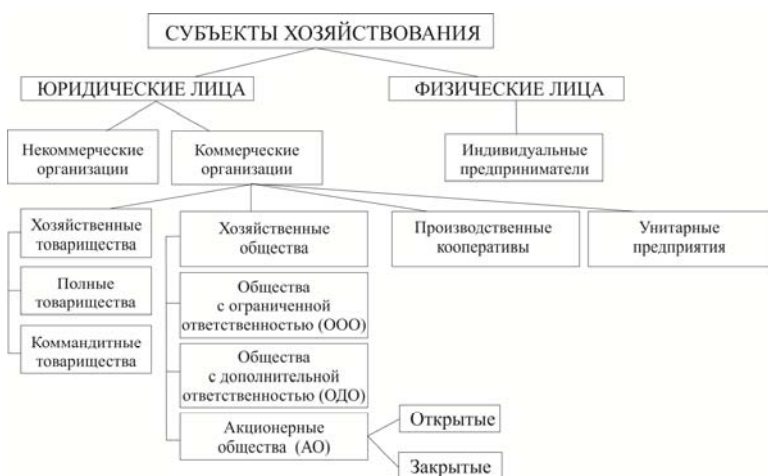 СУБЪЕКТЫ ХОЗЯЙСТВОВАНИЯ
ЮРИДИЧЕСКИЕ ЛИЦА
ФИЗИЧЕСКИЕ ЛИЦА
Некоммерческие
организации
Коммерческие
организации
Индивидуальные
предприниматели
Хозяйственные
товарищества
Хозяйственные
общества
Производственные
кооперативы
Унитарные
предприятия
Полные
товарищества
Общества
с ограниченной
ответственностью (ООО)
Коммандитные
товарищества
Общества
с дополнительной
ответственностью (ОДО)
Акционерные
общества (АО)
Открытые
Закрытые